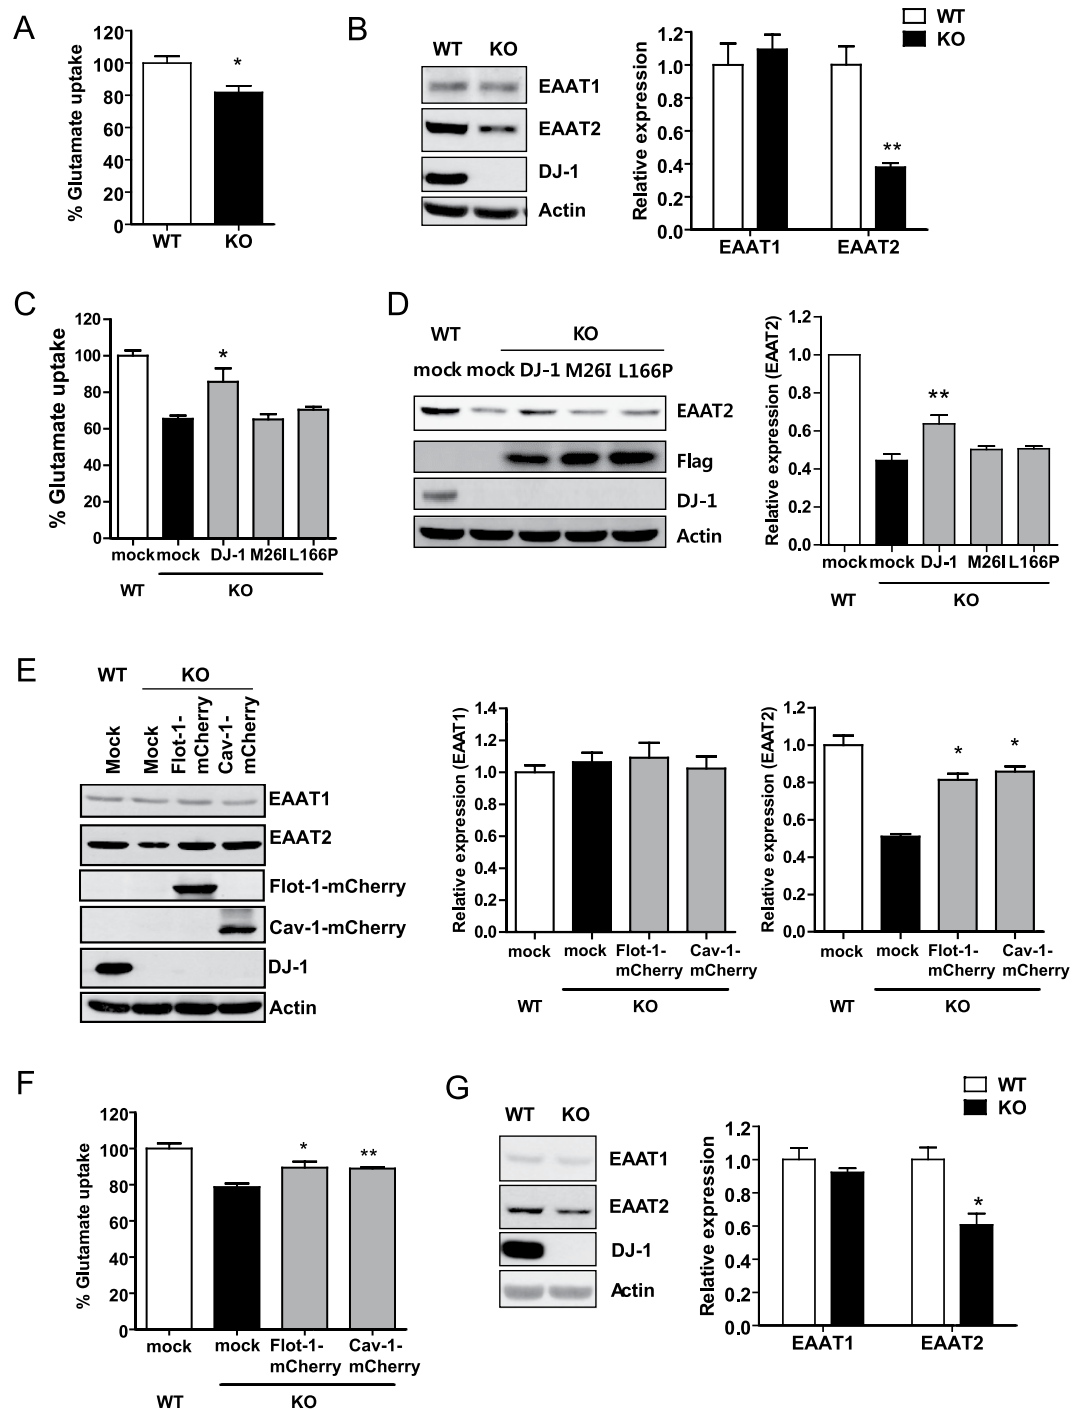 A
% Glutamate uptake
120
100
80
60
40
20
0
*
WT KO
B
WT KO
EAAT1
EAAT2
DJ-1
Actin
WT
KO
Relative expression
1.2
1.0
0.8
0.6
0.4
0.2
0.0
**
EAAT1 EAAT2
C
% Glutamate uptake
120
100
80
60
40
20
0
*
mock mock DJ-1 M26I L166P
WT KO
D
WT KO
mock mock DJ-1 M26I L166P
EAAT2
Flag
DJ-1
Actin
Relative expression (EAAT2)
1.2
1.0
0.8
0.6
0.4
0.2
0.0
**
mock mock DJ-1 M26I L166P
WT KO
E
WT KO
Mock
Mock
Flot-1-
mCherry
Cav-1-
mCherry
EAAT1
EAAT2
Flot-1-mCherry
Cav-1-mCherry
DJ-1
Actin
Relative expression (EAAT1)
1.4
1.2
1.0
0.8
0.6
0.4
0.2
0.0
mock mock Flot-1- Cav-1-
mCherry mCherry
WT KO
Relative expression (EAAT2)
1.2
1.0
0.8
0.6
0.4
0.2
0.0
* *
mock mock Flot-1- Cav-1-
mCherry mCherry
WT KO
F
% Glutamate uptake
120
100
80
60
40
20
0
* **
mock mock Flot-1- Cav-1-
mCherry mCherry
WT KO
G
WT KO
EAAT1
EAAT2
DJ-1
Actin
WT
KO
Relative expression
1.2
1.0
0.8
0.6
0.4
0.2
0.0
*
EAAT1 EAAT2